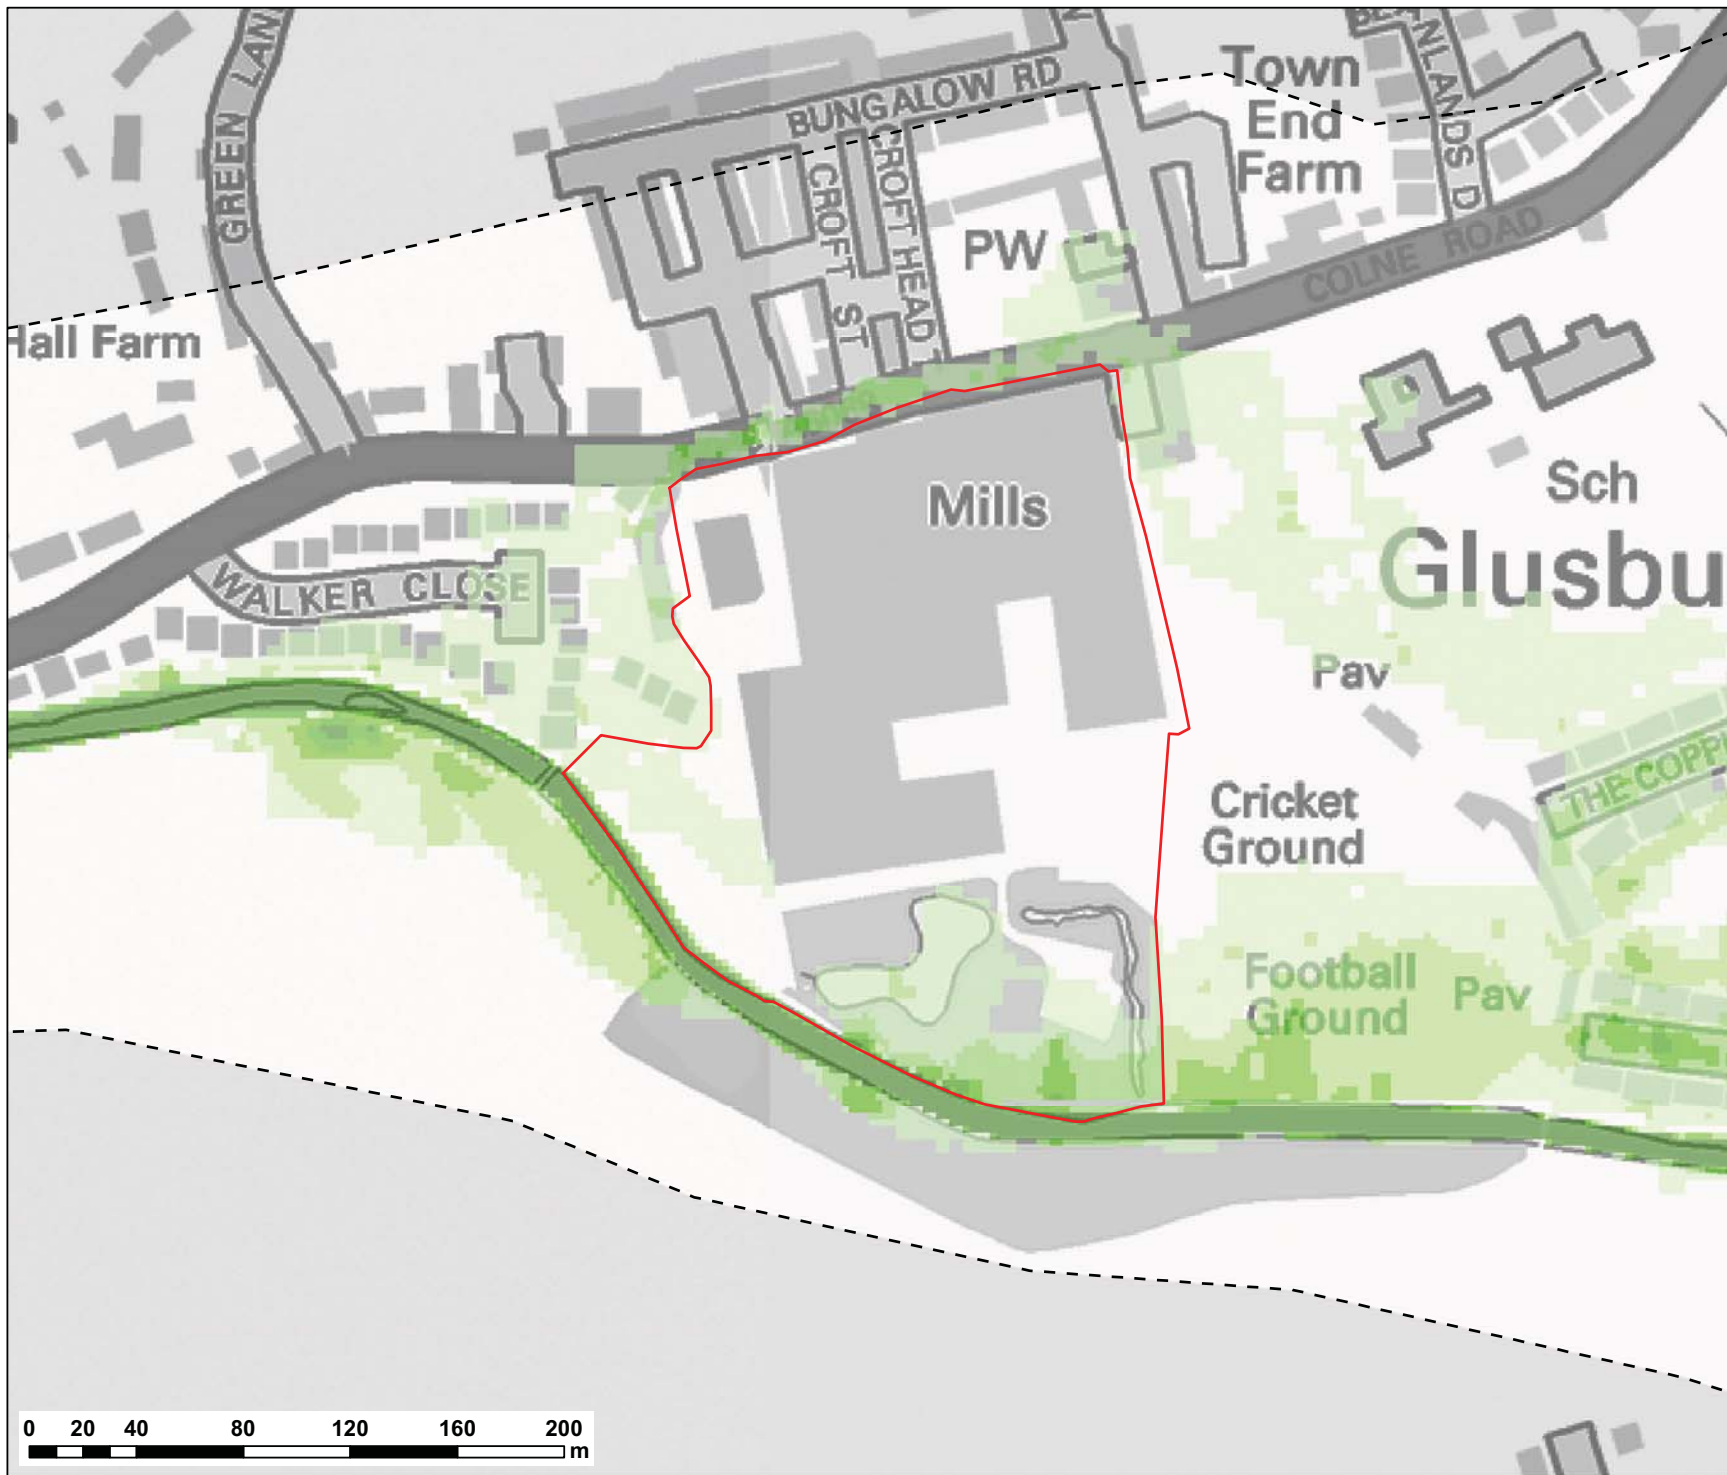 GREEN LAN
BUNGALOW RD
CROFT ST
CROFT HEAD
Town
End
Farm
NLANDS D
COLNE ROAD
PW
Hall Farm
Mills
Sch
Glusbu
WALKER CLOSE
Pav
THE COPP
Cricket
Ground
Football
Ground
Pav
0 20 40 80 120 160 200
m